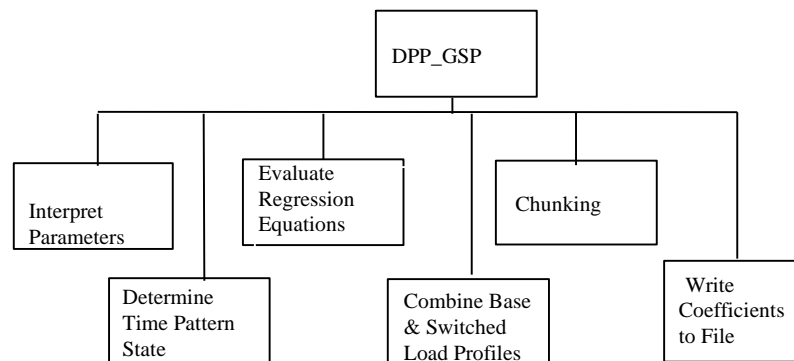 DPP_GSP
Interpret
Parameters
Determine
Time Pattern
State
Evaluate
Regression
Equations
Combine Base
& Switched
Load Profiles
Chunking
Write
Coefficients
to File